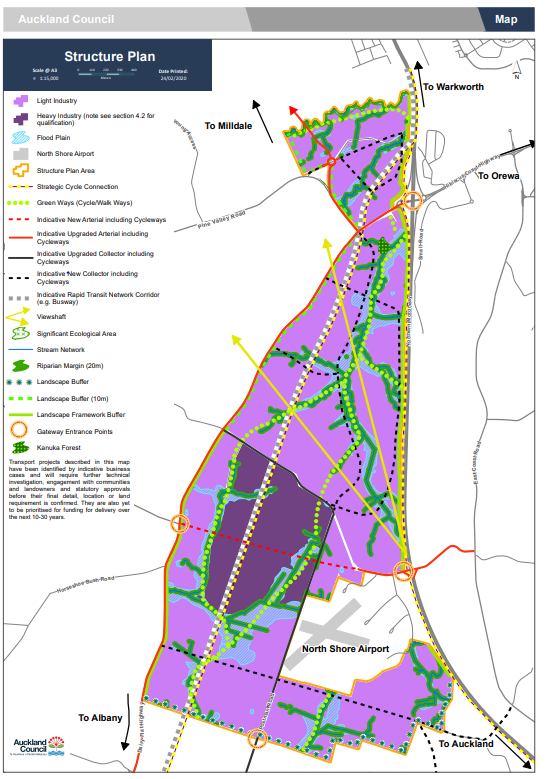 Auckland Council
Map
Structure Plan
Scale @ A3
1:15,000
Date Printed:
24/02/2020
Light Industry
Heavy Industry (note see section 4.2 for
qualification)
Flood Plain
North Shore Airport
Structure Plan Area
Strategic Cycle Connection
Green Ways (Cycle/Walk Ways)
Indicative New Arterial including Cycleways
Indicative Upgraded Arterial including
Cycleways
Indicative Upgraded Collector including
Cycleways
Indicative New Collector including
Cycleways
Indicative Rapid Transit Network Corridor
(e.g. Busway)
Viewshaft
Significant Ecological Area
Stream Network
Riparian Margin (20m)
Landscape Buffer
Landscape Buffer (10m)
Landscape Framework Buffer
Gateway Entrance Points
Kanuka Forest
Transport projects described in this map
have been identified by indicative business
cases and will require further technical
investigation, engagement with communities
and landowners and statutory approvals
before their final detail, location or land
requirement is confirmed. They are also yet
to be prioritised for funding for delivery over
the next 10-30 years.
To Warkworth
N
To Milldale
To Orewa
Pine Valley Road
Small Road
East Coast Road
Horseshoe Bush Road
North Shore Airport
To Albany
To Auckland
Auckland
Council